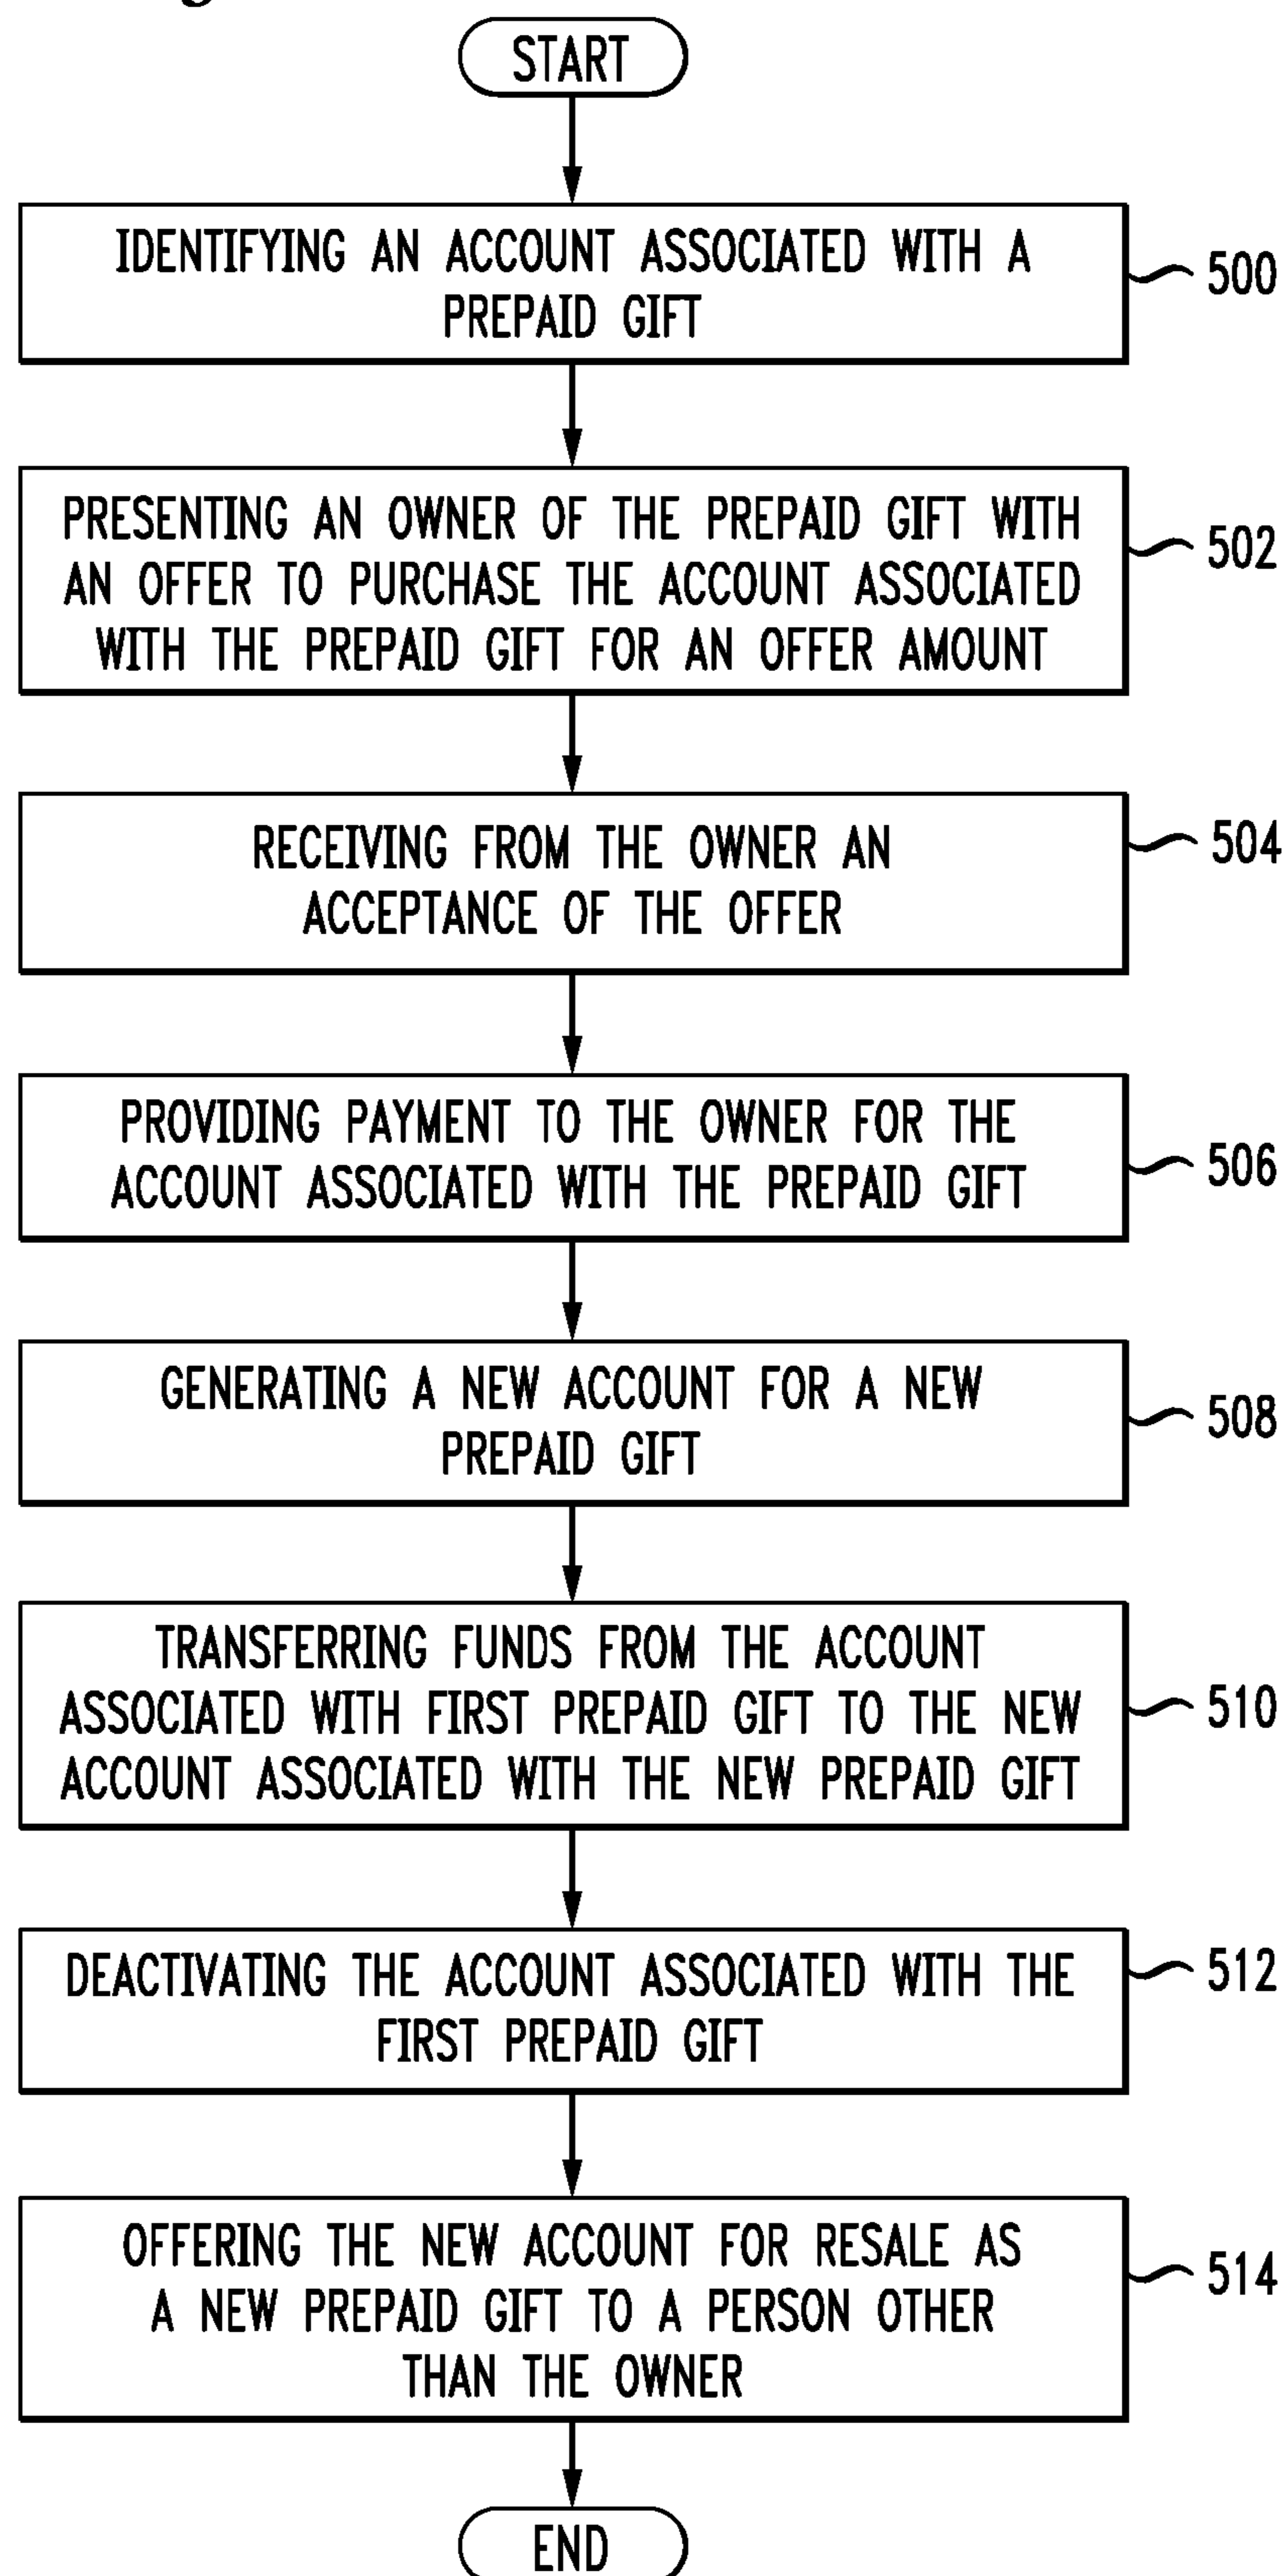 START
IDENTIFYING AN ACCOUNT ASSOCIATED WITH A
PREPAID GIFT
500
PRESENTING AN OWNER OF THE PREPAID GIFT WITH
AN OFFER TO PURCHASE THE ACCOUNT ASSOCIATED
WITH THE PREPAID GIFT FOR AN OFFER AMOUNT
502
RECEIVING FROM THE OWNER AN
ACCEPTANCE OF THE OFFER
504
PROVIDING PAYMENT TO THE OWNER FOR THE
ACCOUNT ASSOCIATED WITH THE PREPAID GIFT
506
GENERATING A NEW ACCOUNT FOR A NEW
PREPAID GIFT
508
TRANSFERRING FUNDS FROM THE ACCOUNT
ASSOCIATED WITH FIRST PREPAID GIFT TO THE NEW
ACCOUNT ASSOCIATED WITH THE NEW PREPAID GIFT
510
DEACTIVATING THE ACCOUNT ASSOCIATED WITH THE
FIRST PREPAID GIFT
512
OFFERING THE NEW ACCOUNT FOR RESALE AS
A NEW PREPAID GIFT TO A PERSON OTHER
THAN THE OWNER
514
END